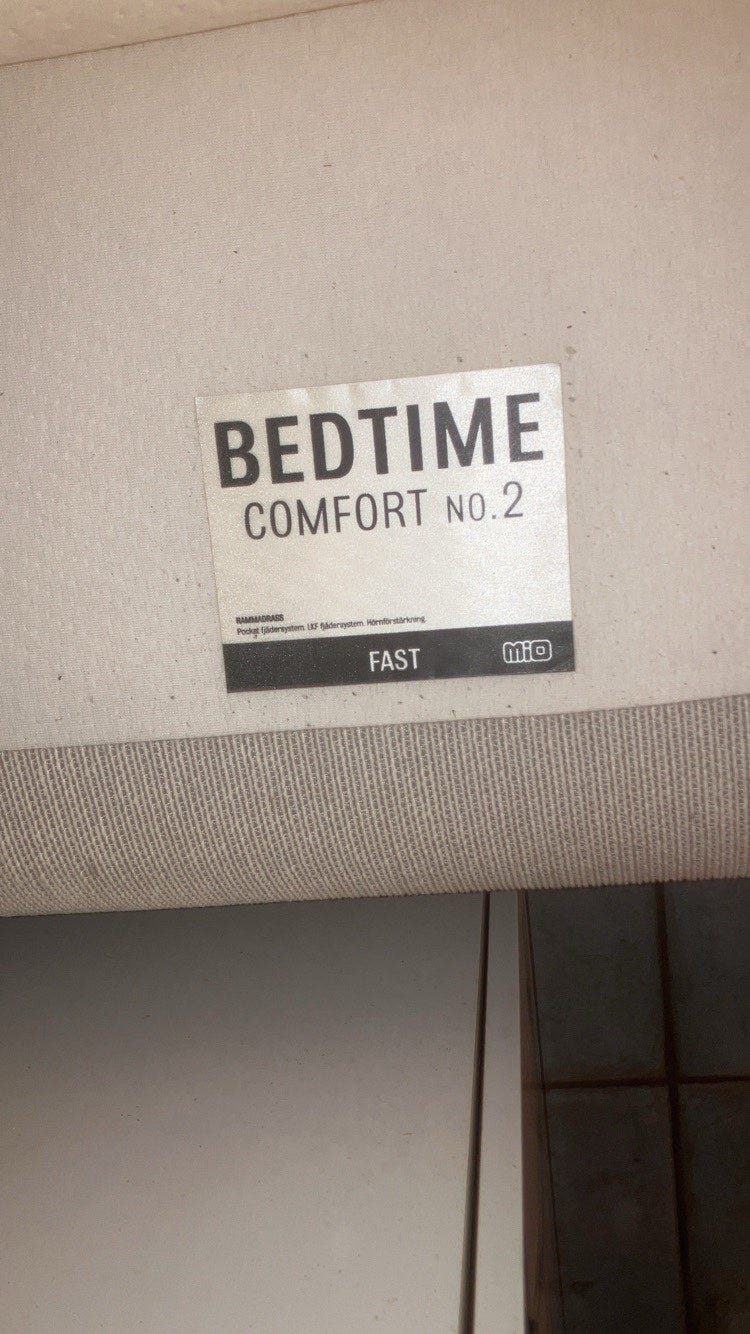 BEDTIME
COMFORT NO.2
RAMMADRASS
Pocket fjädersystem. LKF fjädersystem. Hörnförstärkning.
FAST
MiO